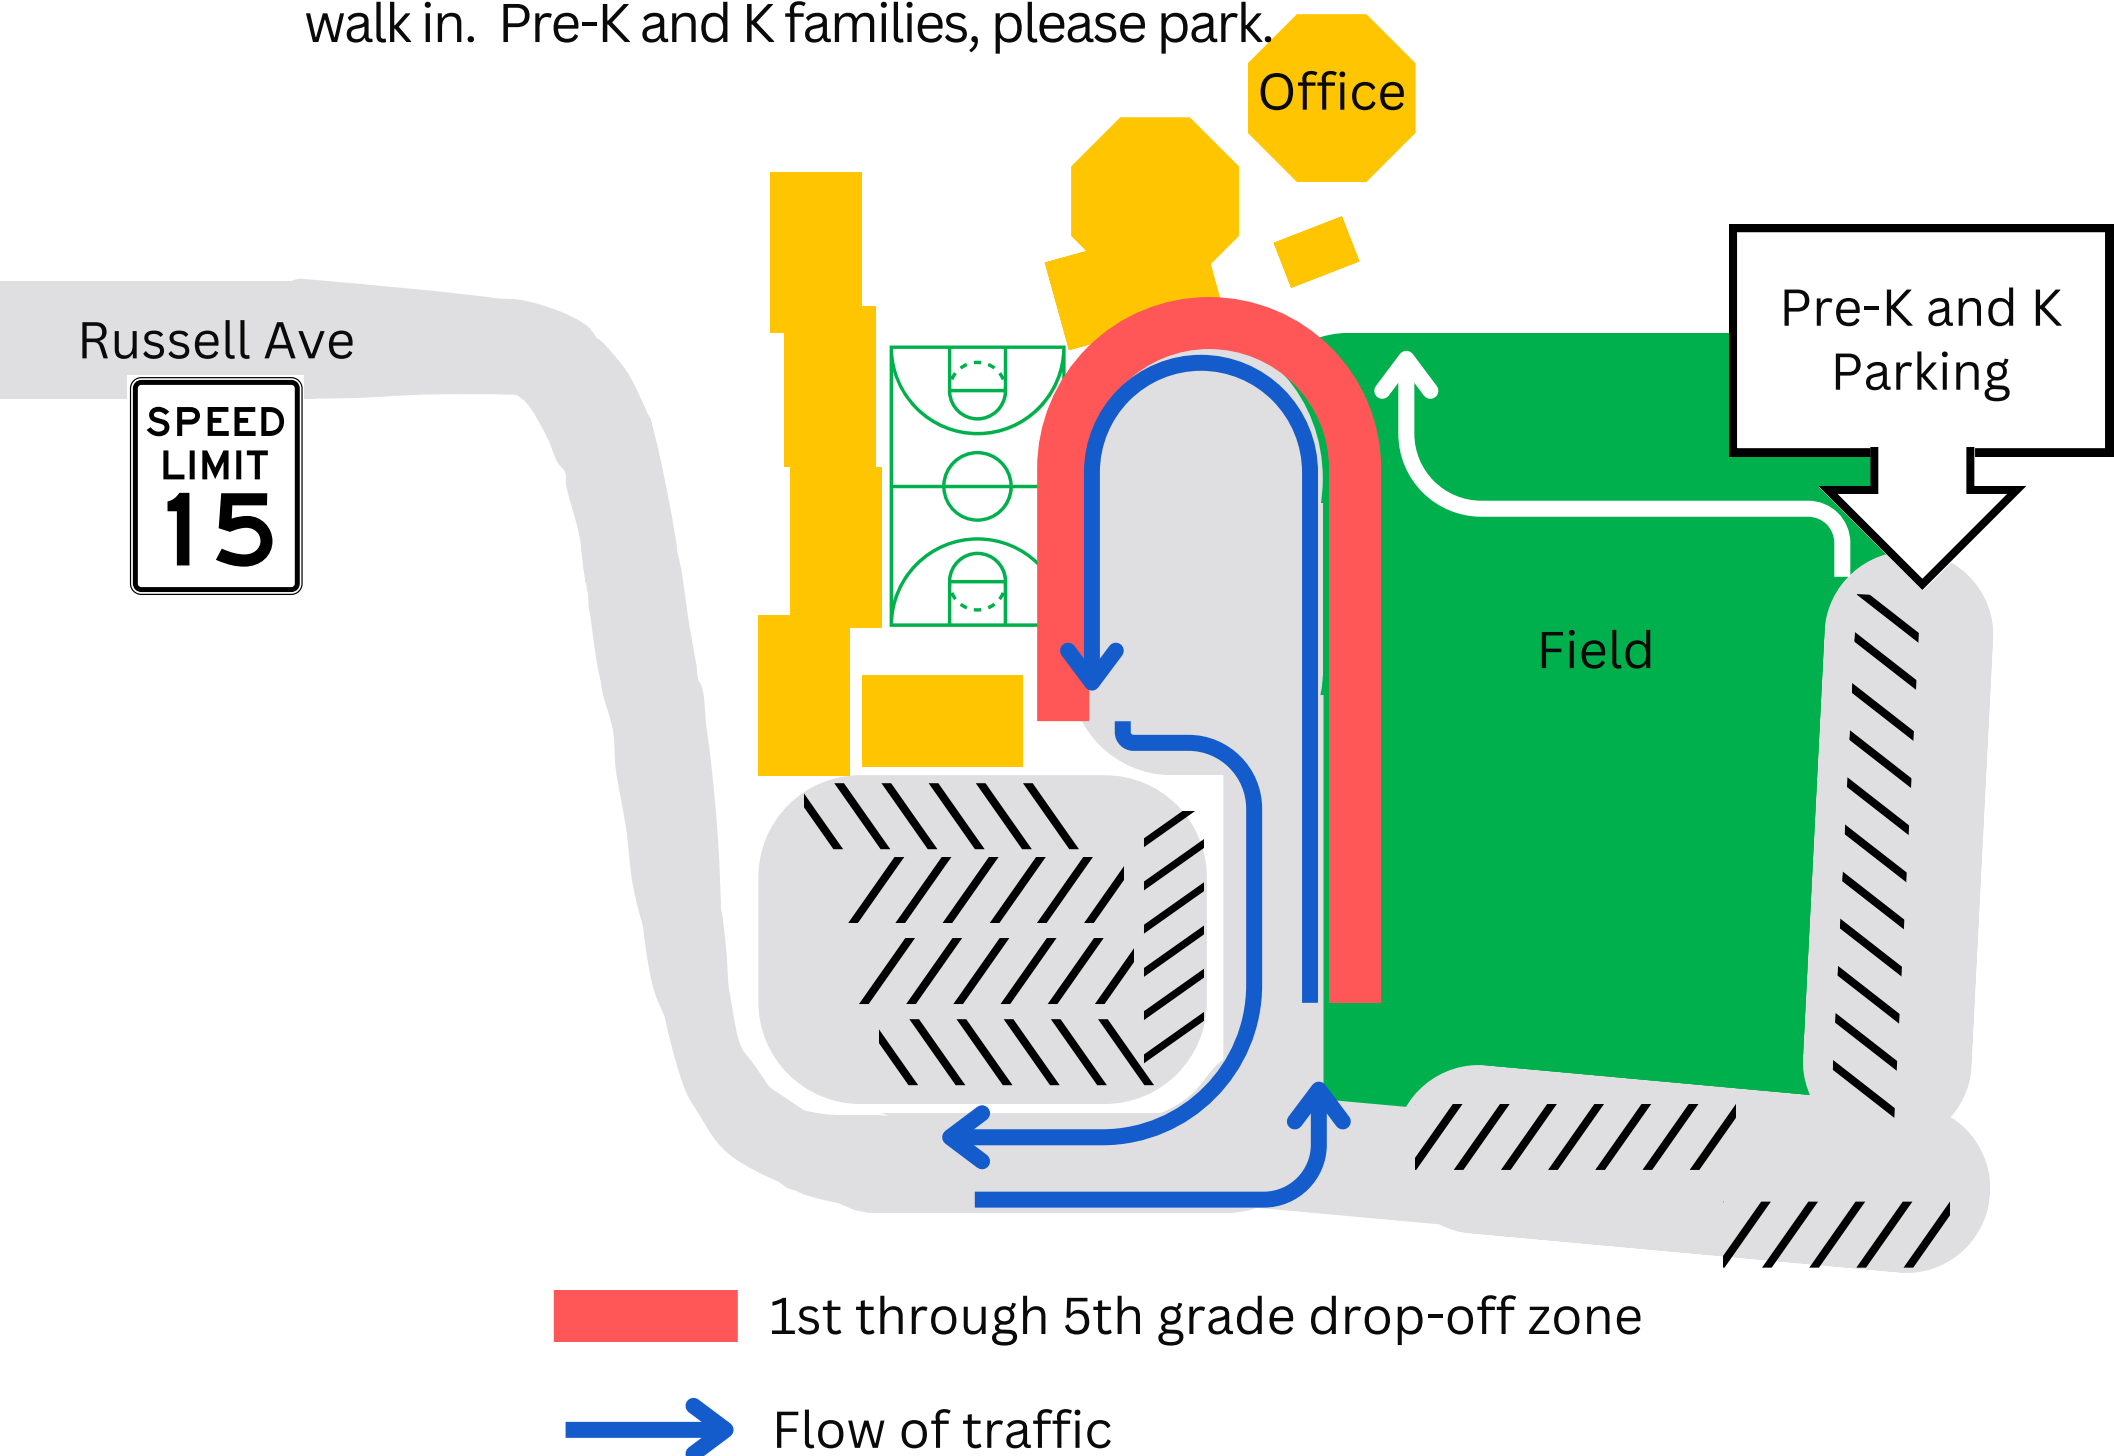 walk in.  Pre-K and K families, please park.
Office
Pre-K and K
Parking
Russell Ave
SPEED
LIMIT
15
Field
1st through 5th grade drop-off zone
Flow of traffic